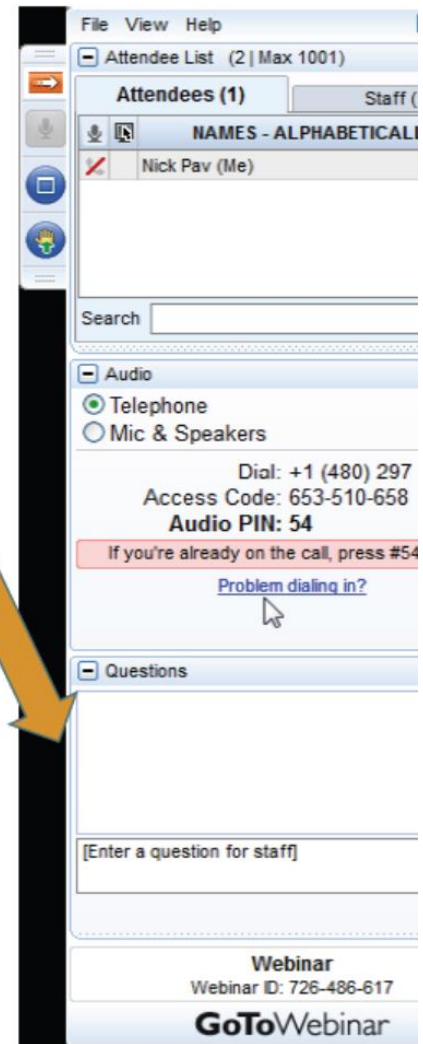 File View Help
Attendee List (2 | Max 1001)
Attendees (1)
Staff (
NAMES - ALPHABETICALL
Nick Pav (Me)
Search
Audio
Telephone
Mic & Speakers
Dial: +1 (480) 297
Access Code: 653-510-658
Audio PIN: 54
If you're already on the call, press #54
Problem dialing in?
Questions
[Enter a question for staff]
Webinar
Webinar ID: 726-486-617
GoToWebinar